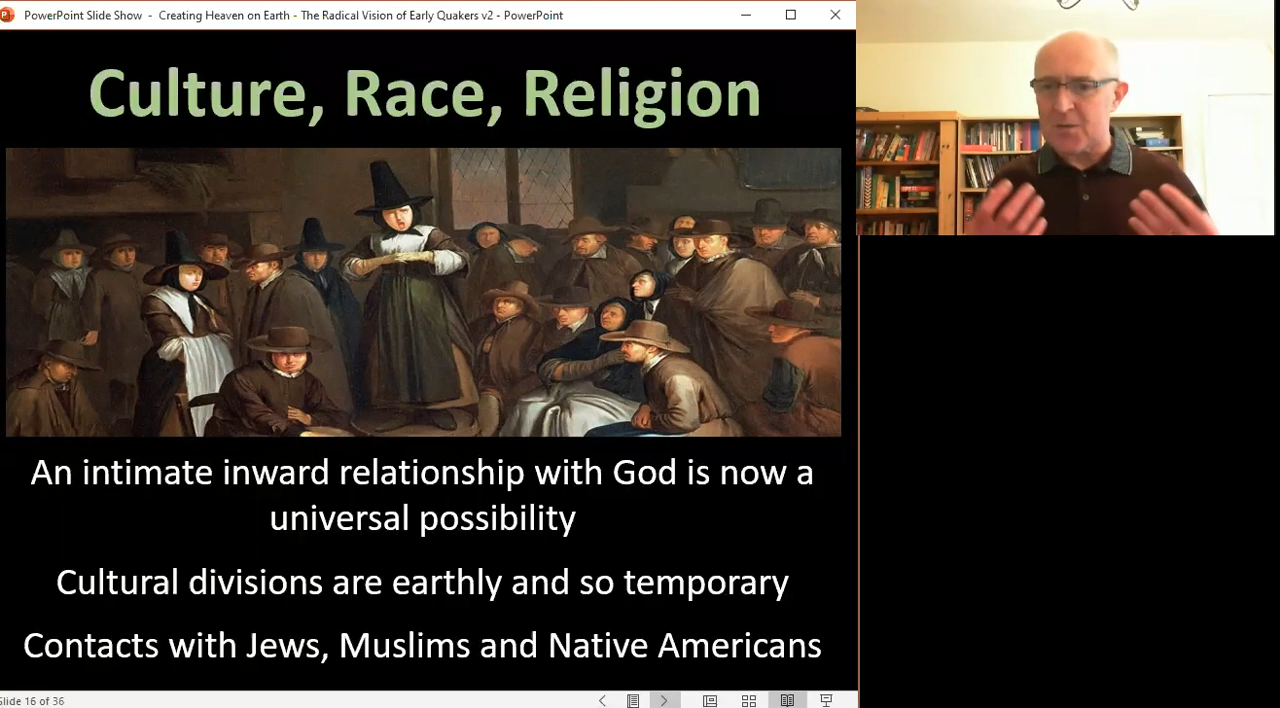 PowerPoint Slide Show - Creating Heaven on Earth - The Radical Vision of Early Quakers v2 - PowerPoint
Culture, Race, Religion
An intimate inward relationship with God is now a
universal possibility
Cultural divisions are earthly and so temporary
Contacts with Jews, Muslims and Native Americans
Slide 16 of 36